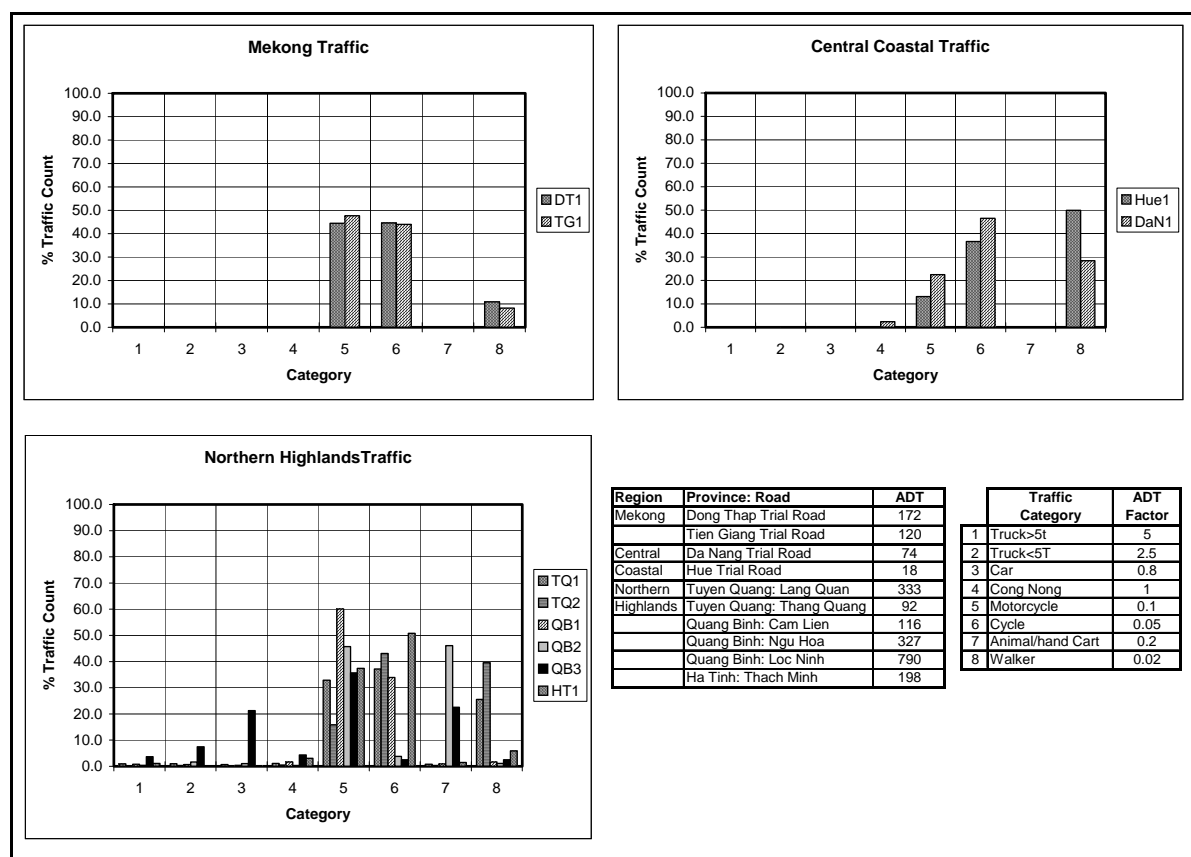 Mekong Traffic
% Traffic Count
100.0
90.0
80.0
70.0
60.0
50.0
40.0
30.0
20.0
10.0
0.0
1 2 3 4 5 6 7 8
Category
DT1
TG1
Central Coastal Traffic
% Traffic Count
100.0
90.0
80.0
70.0
60.0
50.0
40.0
30.0
20.0
10.0
0.0
1 2 3 4 5 6 7 8
Category
Hue1
DaN1
Northern HighlandsTraffic
% Traffic Count
100.0
90.0
80.0
70.0
60.0
50.0
40.0
30.0
20.0
10.0
0.0
1 2 3 4 5 6 7 8
Category
TQ1
TQ2
QB1
QB2
QB3
HT1
Region Province: Road ADT
Mekong Dong Thap Trial Road 172
Tien Giang Trial Road 120
Central Da Nang Trial Road 74
Coastal Hue Trial Road 18
Northern Tuyen Quang: Lang Quan 333
Highlands Tuyen Quang: Thang Quang 92
Quang Binh: Cam Lien 116
Quang Binh: Ngu Hoa 327
Quang Binh: Loc Ninh 790
Ha Tinh: Thach Minh 198
Traffic ADT
Category Factor
1 Truck>5t 5
2 Truck<5T 2.5
3 Car 0.8
4 Cong Nong 1
5 Motorcycle 0.1
6 Cycle 0.05
7 Animal/hand Cart 0.2
8 Walker 0.02